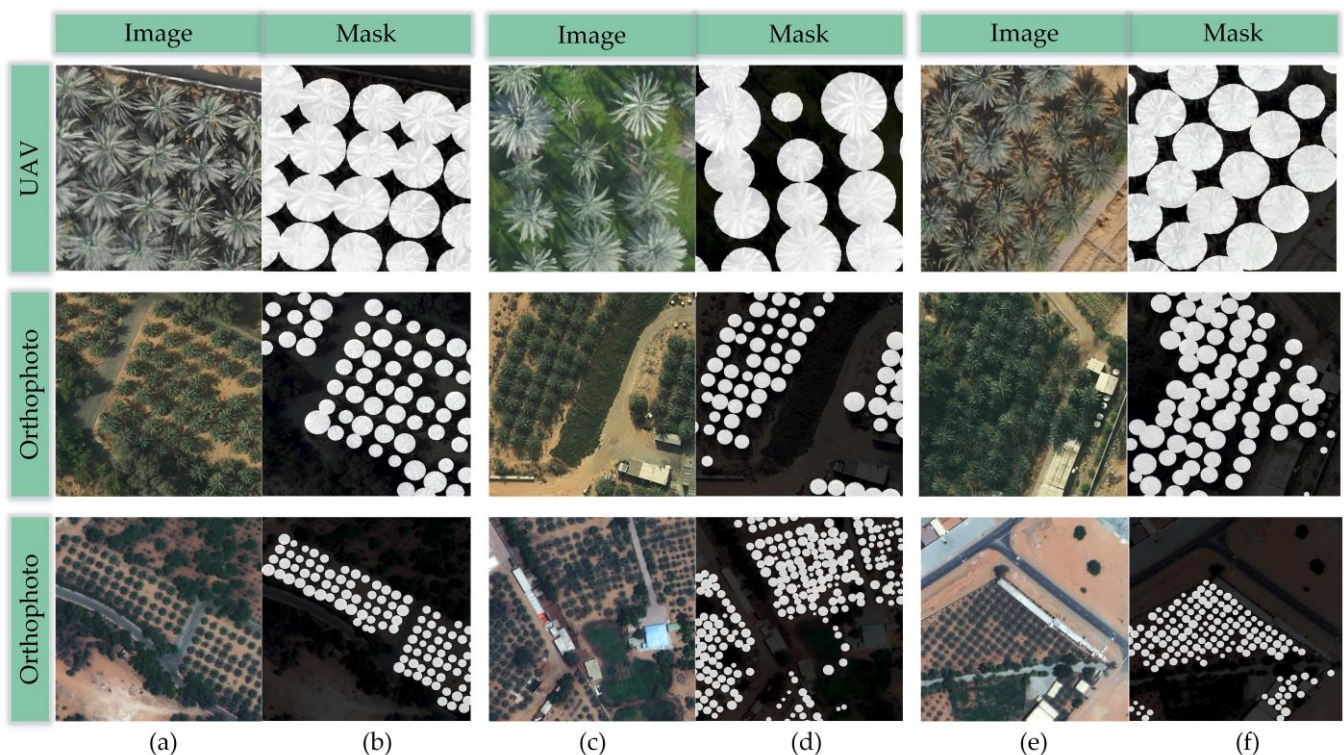 Image Mask Image Mask Image Mask
UAV
Orthophoto
Orthophoto
(a) (b) (c) (d) (e) (f)